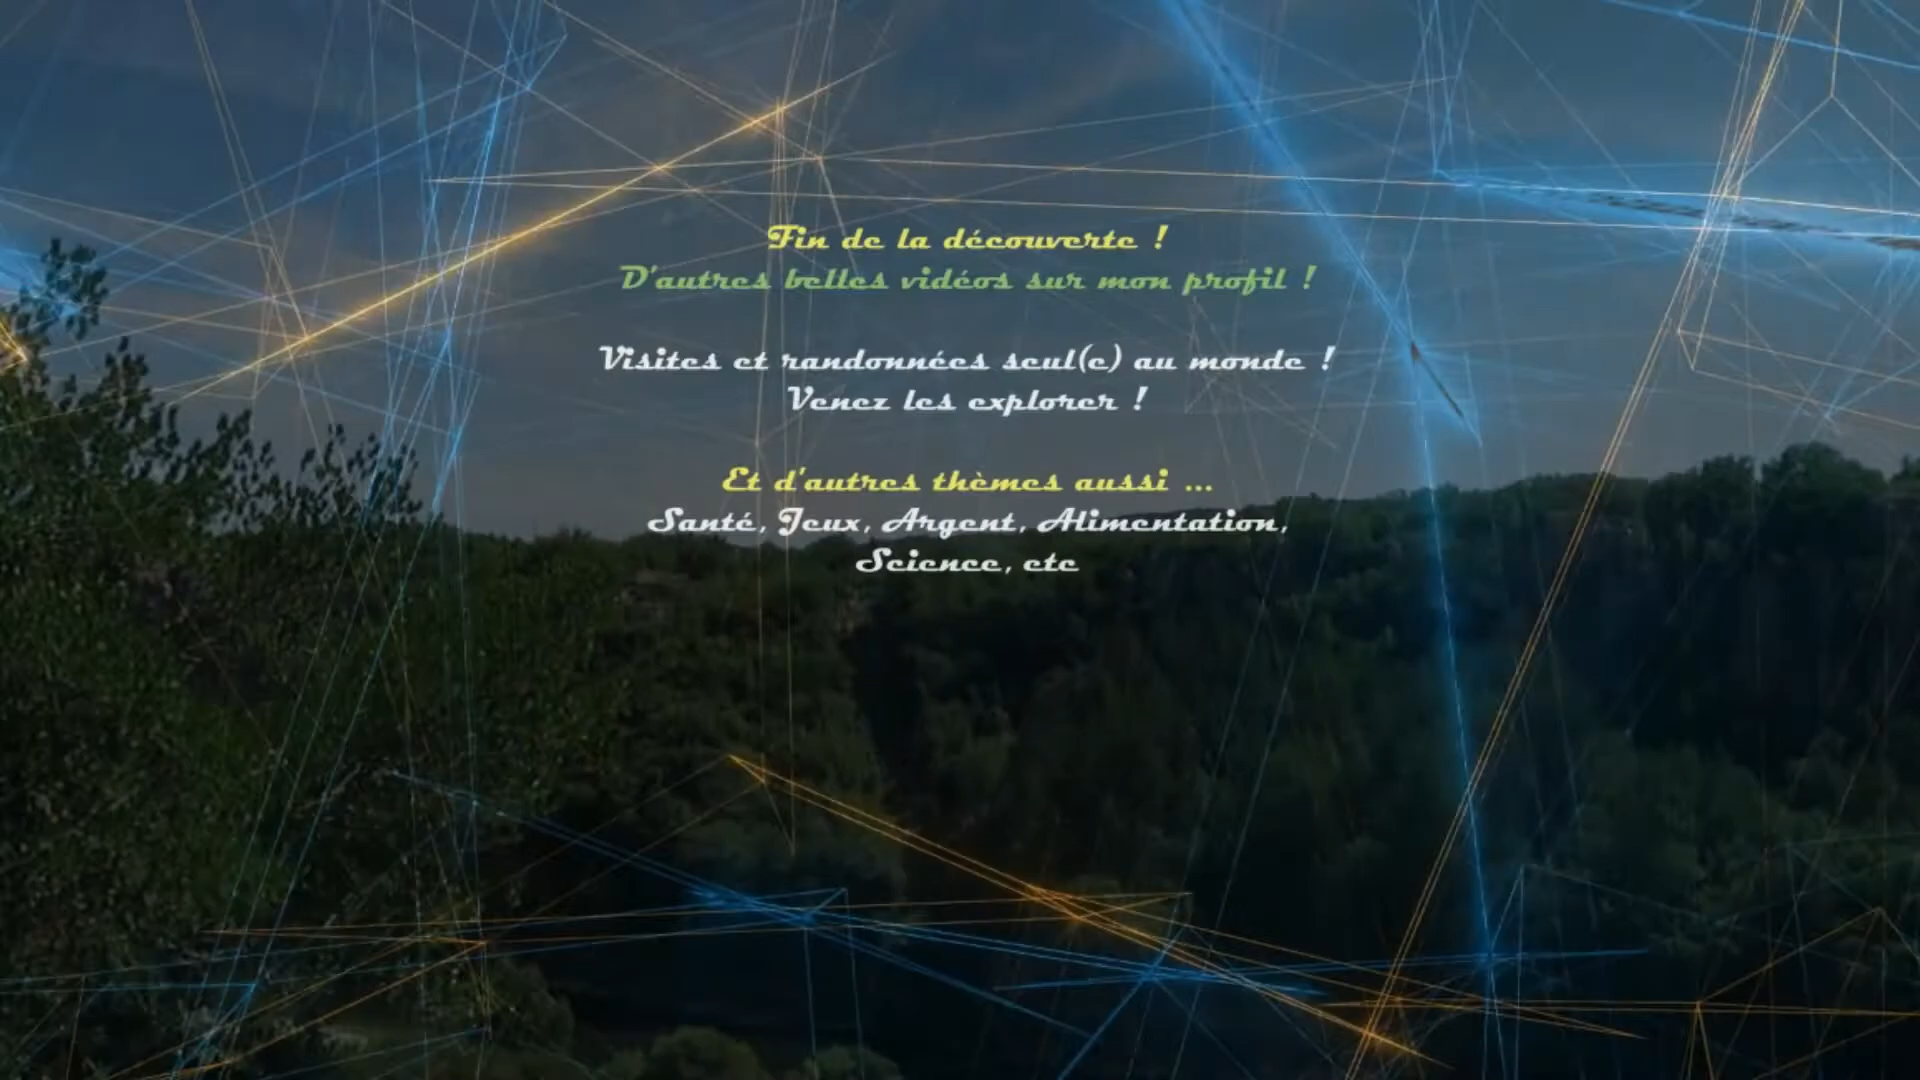 Fin de la découverte !
D'autres belles vidéos sur mon profil !
Visites et randonnées seul(e) au monde !
Venez les explorer !
Et d'autres thèmes aussi ...
Santé, Jeux, Argent, Alimentation,
Science, etc